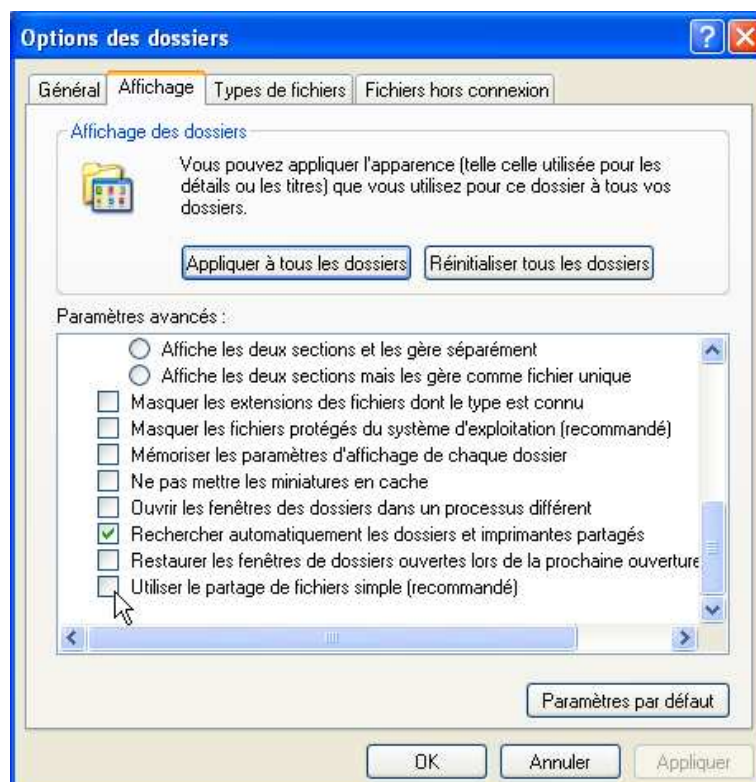 Options des dossiers
Général Affichage Types de fichiers Fichiers hors connexion
Affichage des dossiers
Vous pouvez appliquer l'apparence (telle celle utilisée pour les
détails ou les titres) que vous utilisez pour ce dossier à tous vos
dossiers.
Appliquer à tous les dossiers Réinitialiser tous les dossiers
Paramètres avancés :
Affiche les deux sections et les gère séparément
Affiche les deux sections mais les gère comme fichier unique
Masquer les extensions des fichiers dont le type est connu
Masquer les fichiers protégés du système d'exploitation (recommandé)
Mémoriser les paramètres d'affichage de chaque dossier
Ne pas mettre les miniatures en cache
Ouvrir les fenêtres des dossiers dans un processus différent
Rechercher automatiquement les dossiers et imprimantes partagés
Restaurer les fenêtres de dossiers ouvertes lors de la prochaine ouverture
Utiliser le partage de fichiers simple (recommandé)
Paramètres par défaut
OK Annuler Appliquer